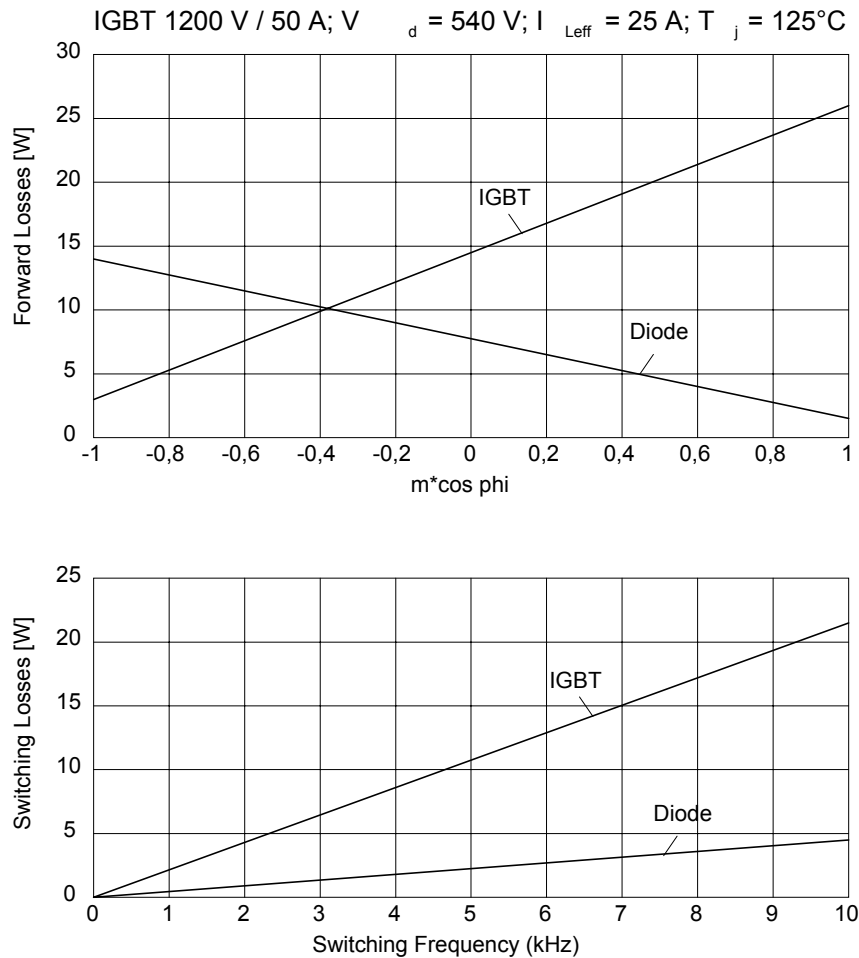 IGBT 1200 V / 50 A; V d = 540 V; I Leff = 25 A; T j = 125°C
30
25
20
15
10
5
0
Forward Losses [W]
IGBT
Diode
-1 -0,8 -0,6 -0,4 -0,2 0 0,2 0,4 0,6 0,8 1
m*cos phi
25
20
15
10
5
0
Switching Losses [W]
IGBT
Diode
0 1 2 3 4 5 6 7 8 9 10
Switching Frequency (kHz)